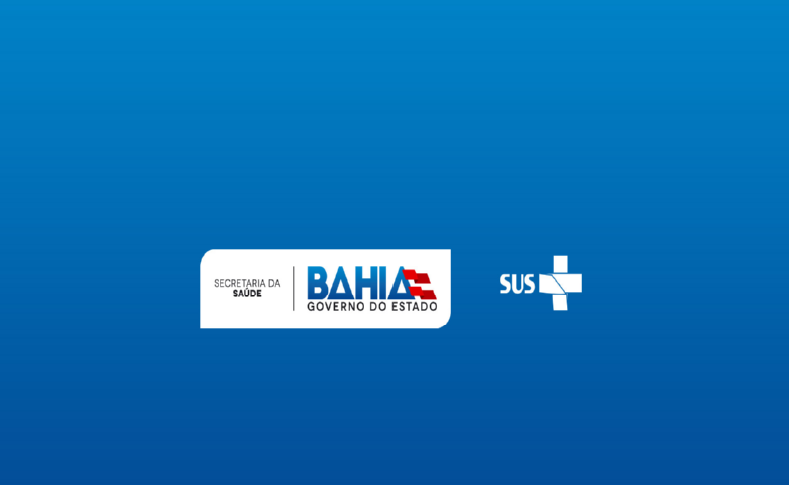 SECRETARIA DA
SAÚDE
BAHIA
GOVERNO DO ESTADO
SUS